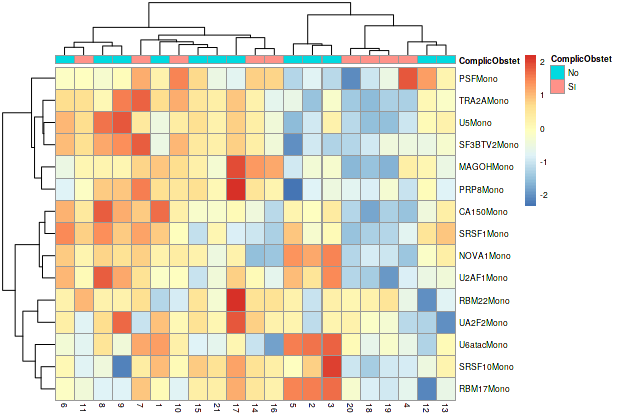 ComplicObstet
ComplicObstet
No
SI
2
1
0
-1
-2
PSFMono
TRA2AMono
U5Mono
SF3BTV2Mono
MAGOHMono
PRP8Mono
CA150Mono
SRSF1Mono
NOVA1Mono
U2AF1Mono
RBM22Mono
UA2F2Mono
U6atacMono
SRSF10Mono
RBM17Mono
6 11 8 9 7 1 10 15 21 17 14 16 5 2 3 20 18 19 4 12 13